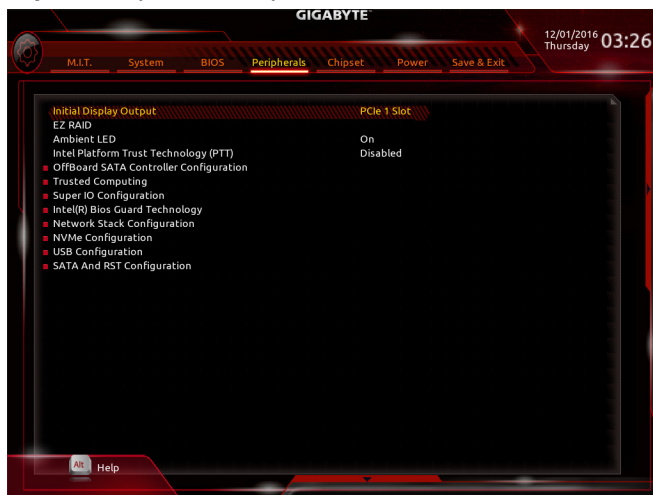 GIGABYTE™
12/01/2016 Thursday 03:26
M.I.T. System BIOS Peripherals Chipset Power Save & Exit
Initial Display Output PCIe 1 Slot
EZ RAID
Ambient LED On
Intel Platform Trust Technology (PTT) Disabled
OffBoard SATA Controller Configuration
Trusted Computing
Super IO Configuration
Intel(R) Bios Guard Technology
Network Stack Configuration
NVMe Configuration
USB Configuration
SATA And RST Configuration
Alt Help